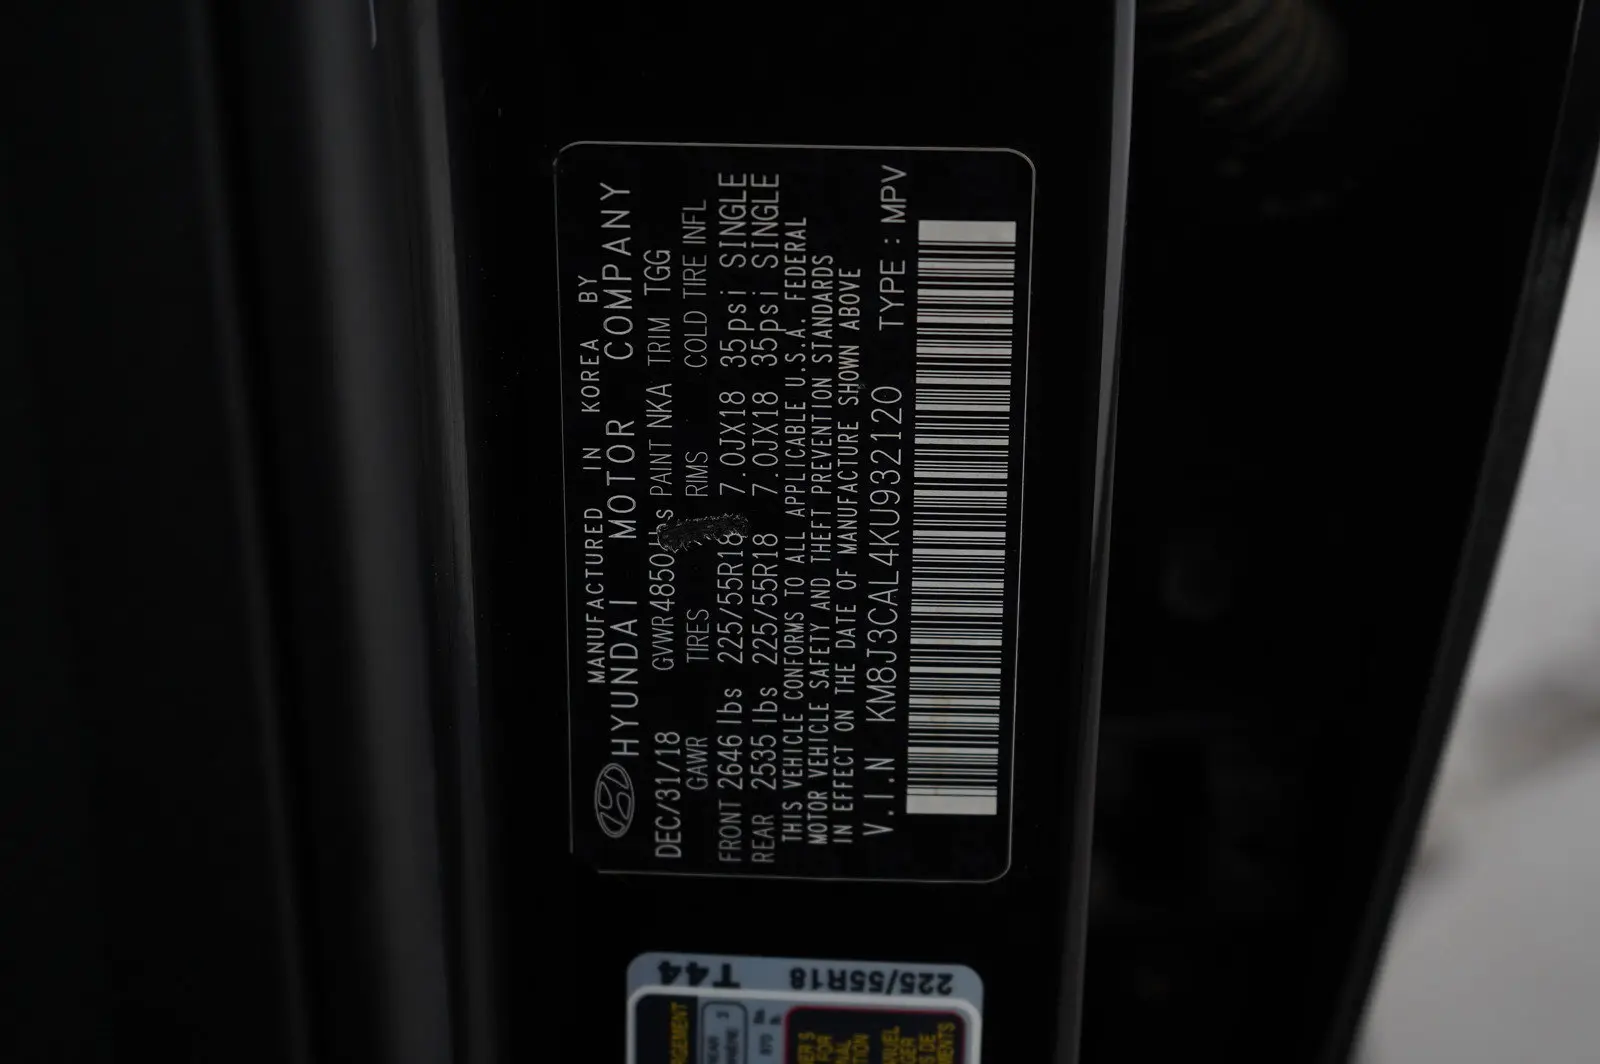 MANUFACTURED IN KOREA BY
HYUNDAI MOTOR COMPANY
DEC/31/18 GVWR 4850 PAINT NKA TRIM TGG
GAWR TIRES RIMS COLD TIRE INFL
FRONT 2646 lbs 225/55R18 7.0JX18 35psi SINGLE
REAR 2535 lbs 225/55R18 7.0JX18 35psi SINGLE
THIS VEHICLE CONFORMS TO ALL APPLICABLE U.S.A. FEDERAL
MOTOR VEHICLE SAFETY AND THEFT PREVENTION STANDARDS
IN EFFECT ON THE DATE OF MANUFACTURE SHOWN ABOVE
V.I.N KM8J3CAL4KU932120 TYPE : MPV
225/55R18 T44